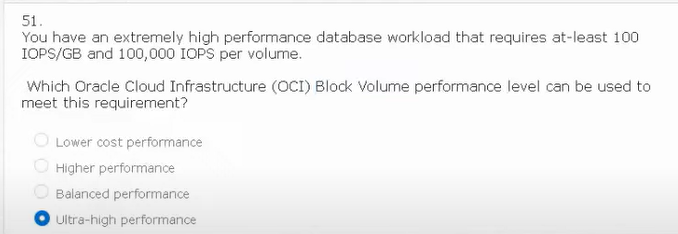 51.
You have an extremely high performance database workload that requires at-least 100
IOPS/GB and 100,000 IOPS per volume.
Which Oracle Cloud Infrastructure (OCI) Block Volume performance level can be used to
meet this requirement?
Lower cost performance
Higher performance
Balanced performance
Ultra-high performance